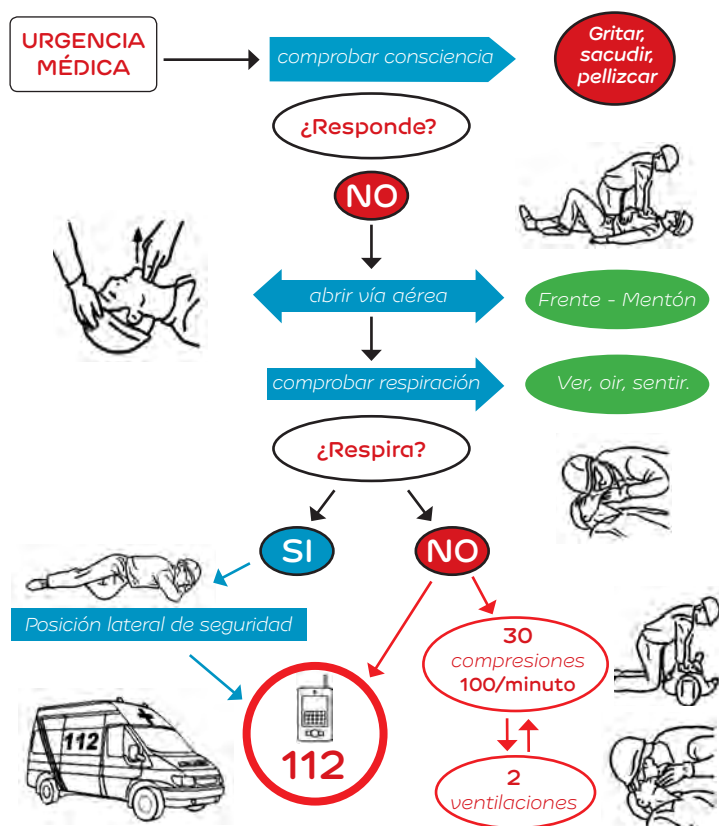 URGENCIA
MÉDICA
comprobar consciencia
Gritar,
sacudir,
pellizcar
¿Responde?
NO
abrir vía aérea
Frente - Mentón
comprobar respiración
Ver, oir, sentir.
¿Respira?
SI
NO
Posición lateral de seguridad
30
compresiones
100/minuto
112
112
2
ventilaciones